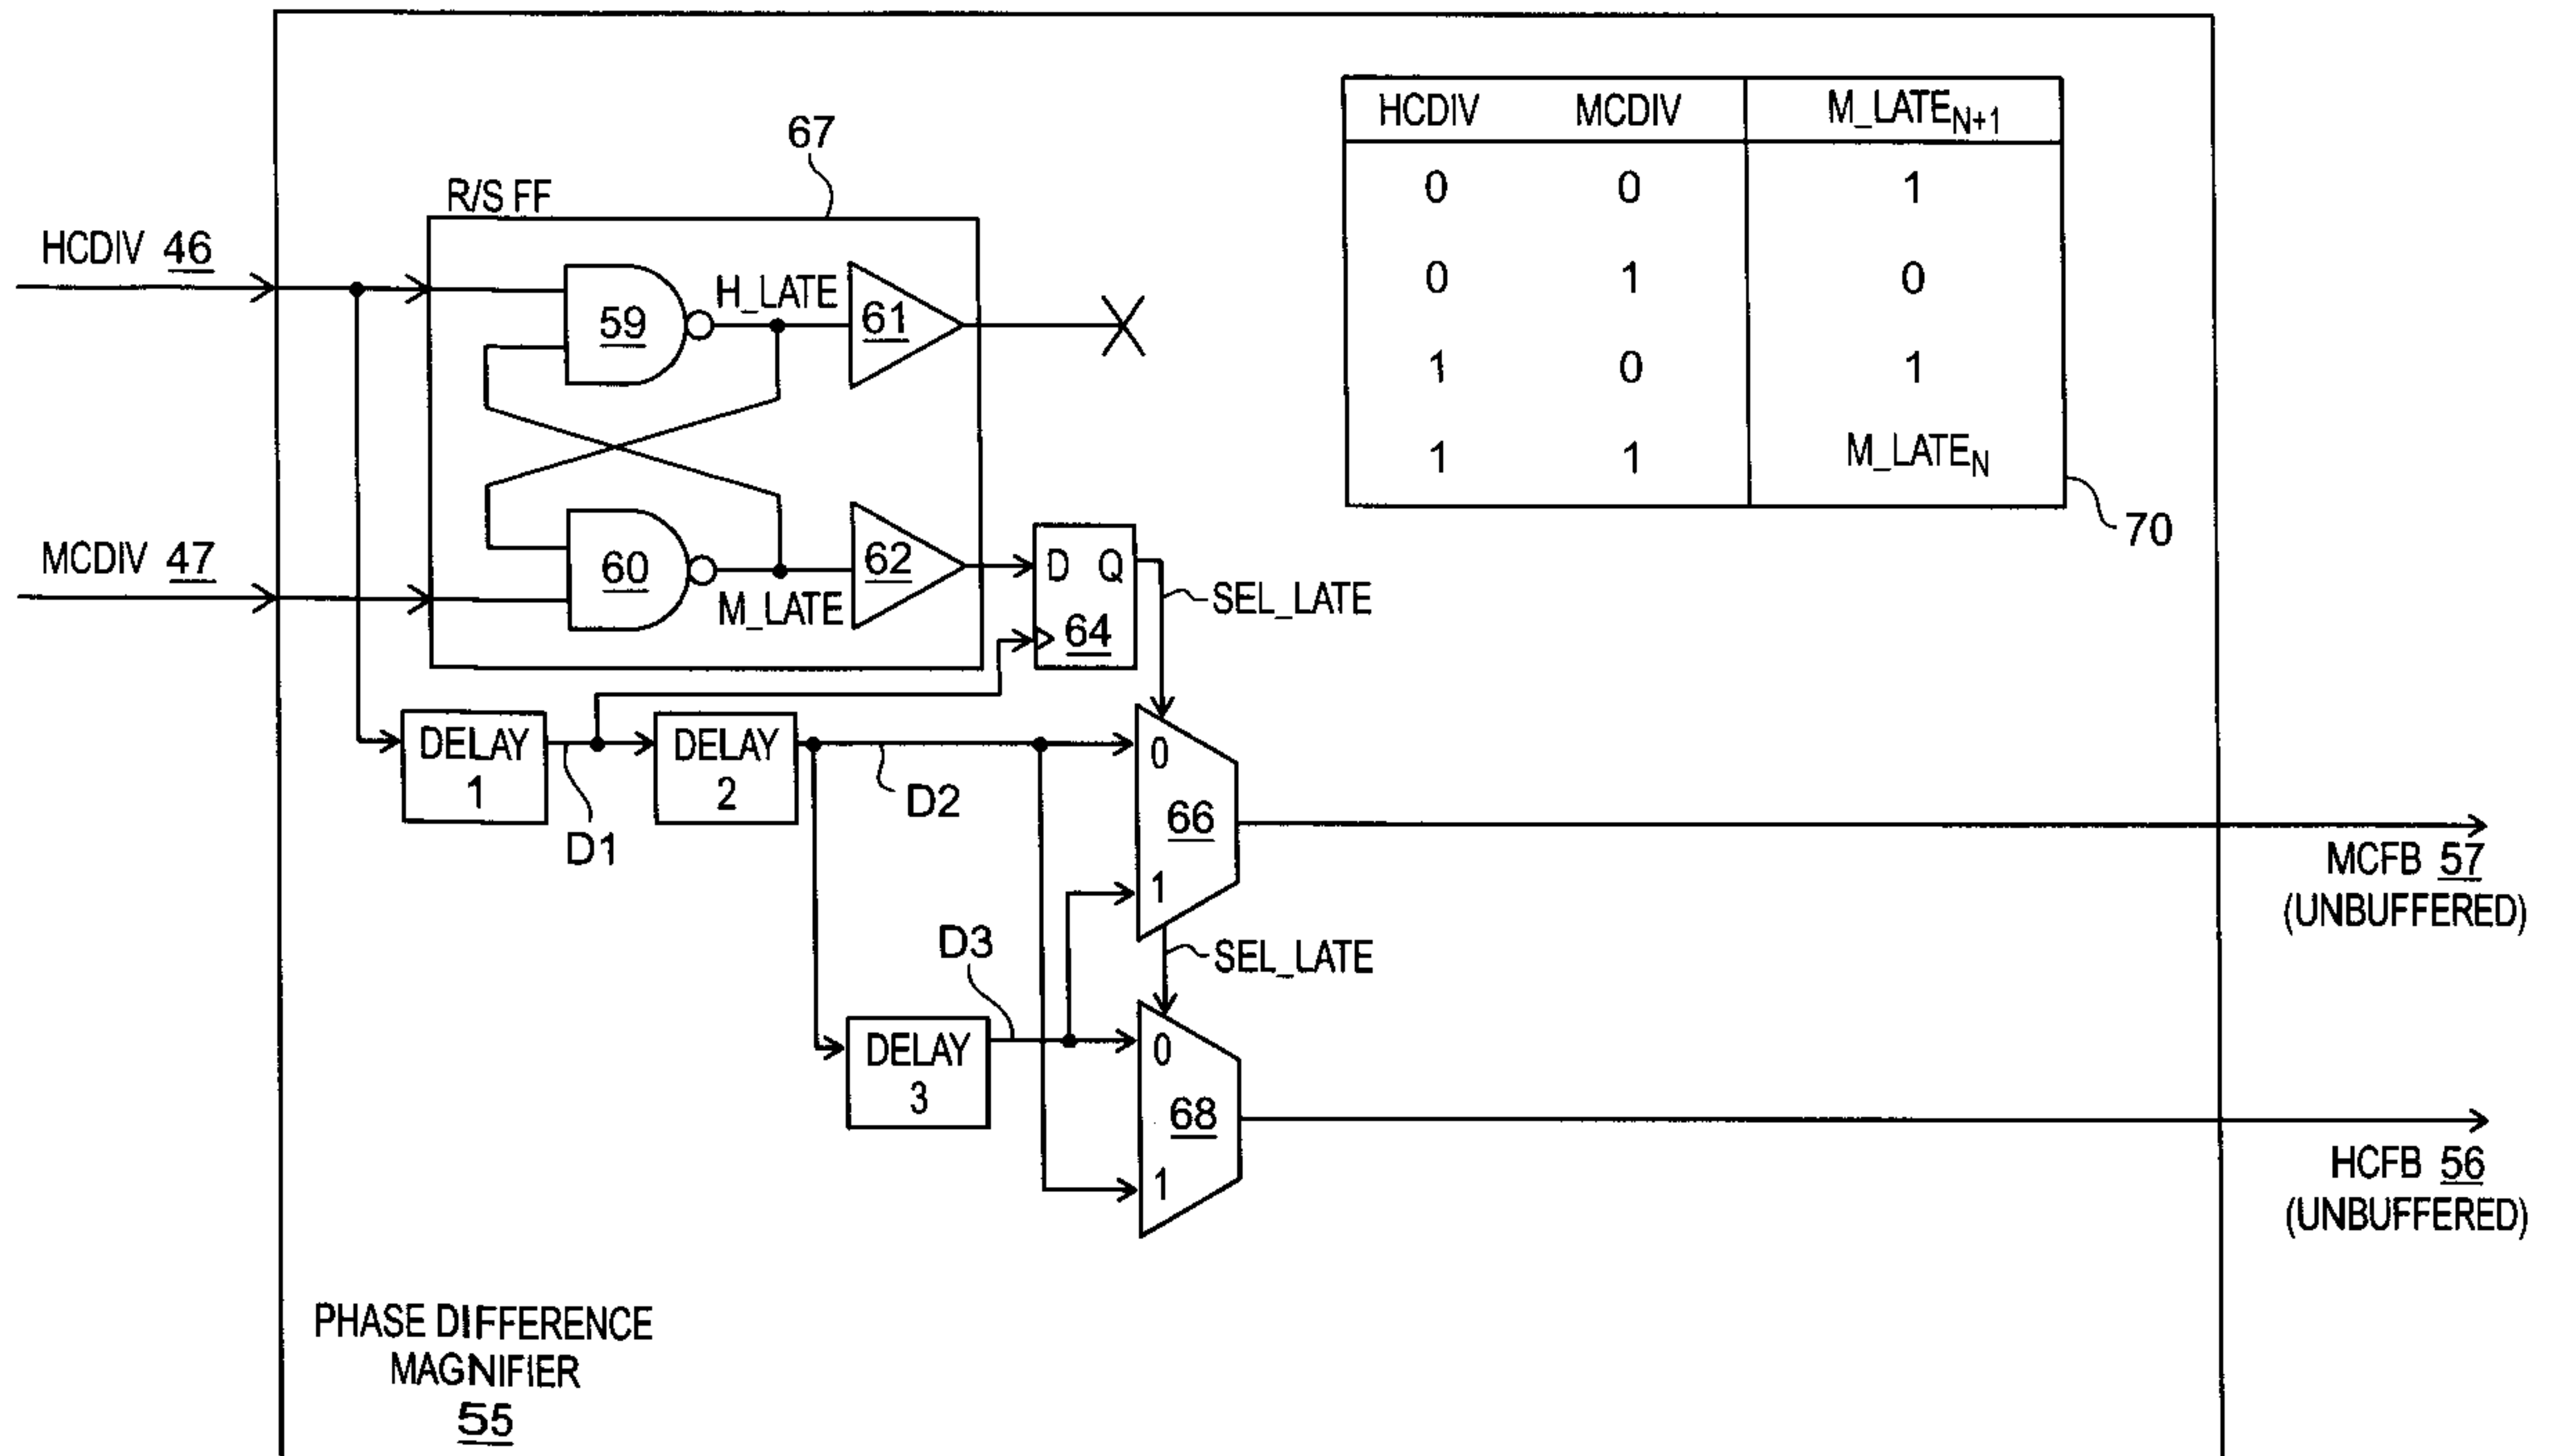 HCDIV MCDIV M_LATEN+1
0 0 1
0 1 0
1 0 1
1 1 M_LATEN
70
67
R/S FF
HCDIV 46
H_LATE
59
61
MCDIV 47
60
M_LATE
62
D Q
64
SEL_LATE
DELAY
1
D1
DELAY
2
D2
0
66
1
MCFB 57
(UNBUFFERED)
SEL_LATE
D3
DELAY
3
0
68
1
HCFB 56
(UNBUFFERED)
PHASE DIFFERENCE
MAGNIFIER
55